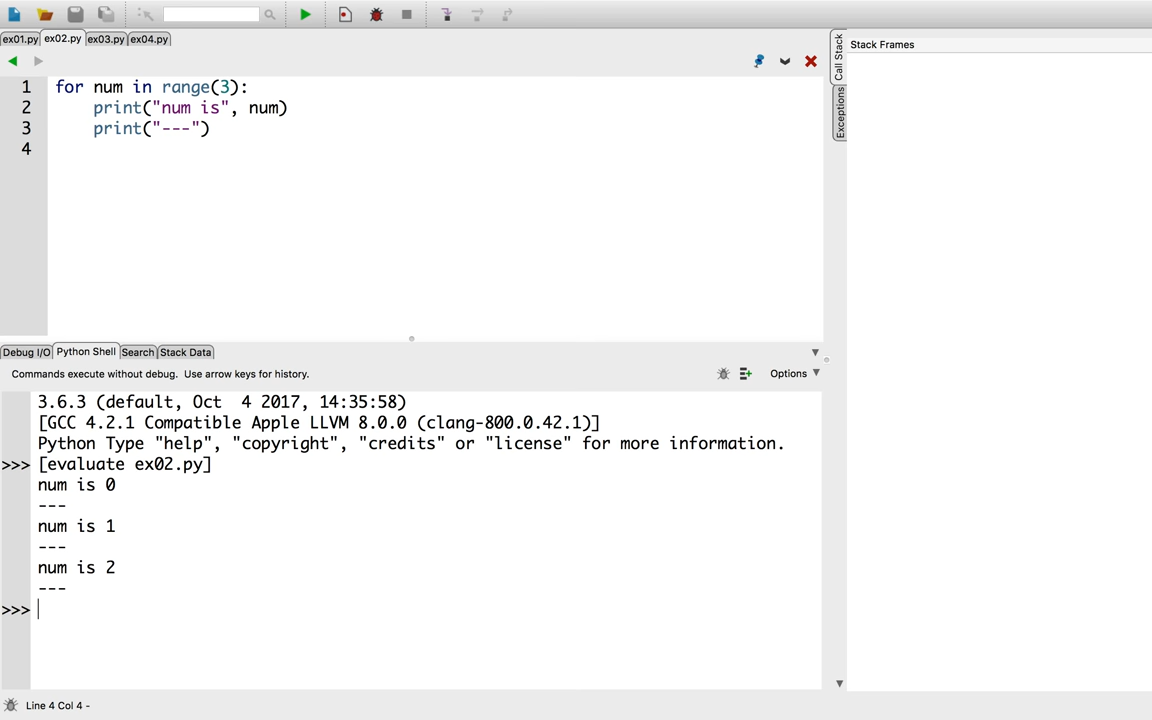 ex01.py ex02.py ex03.py ex04.py
Call Stack
Exceptions
Stack Frames
1 for num in range(3):
2     print("num is", num)
3     print("---")
4
Debug I/O Python Shell Search Stack Data
Commands execute without debug.  Use arrow keys for history.
Options
3.6.3 (default, Oct  4 2017, 14:35:58)
[GCC 4.2.1 Compatible Apple LLVM 8.0.0 (clang-800.0.42.1)]
Python Type "help", "copyright", "credits" or "license" for more information.
>>> [evaluate ex02.py]
num is 0
---
num is 1
---
num is 2
---
>>>
Line 4 Col 4 -